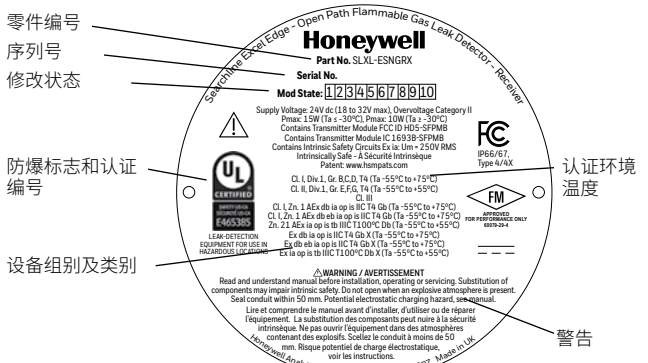 零件编号
序列号
修改状态
防爆标志和认证
编号
设备组别及类别
认证环境
温度
警告
Searchline Excel Edge - Open Path Flammable Gas Leak Detector - Receiver
Honeywell
Part No. SLXL-ESNGRX
Serial No.
Mod State: 1 2 3 4 5 6 7 8 9 10
Supply Voltage: 24V dc (18 to 32V max), Overvoltage Category II
Pmax: 15W (Ta ≤ -30°C), Pmax: 10W (Ta ≥ -30°C)
Contains Transmitter Module FCC ID HD5-SFPMB
Contains Transmitter Module IC 1693B-SFPMB
Contains Intrinsic Safety Circuits Ex ia: Um = 250V RMS
Intrinsically Safe - À Sécurité Intrinsèque
Patent: www.hsmpats.com
FC
IP66/67,
Type 4/4X
UL
CERTIFIED
SAFETY US-CA
SÉCURITÉ US-CA
E465385
LEAK-DETECTION
EQUIPMENT FOR USE IN
HAZARDOUS LOCATIONS
Cl. I, Div.1, Gr. B,C,D, T4 (Ta -55°C to +75°C)
Cl. II, Div.1, Gr. E,F,G, T4 (Ta -55°C to +55°C)
Cl. III
Cl. I, Zn. 1 AEx db ia op is IIC T4 Gb (Ta -55°C to +75°C)
Cl. I, Zn. 1 AEx db eb ia op is IIC T4 Gb (Ta -55°C to +75°C)
Zn. 21 AEx ia op is tb IIIC T100°C Db (Ta -55°C to +55°C)
Ex db ia op is IIC T4 Gb X (Ta -55°C to +75°C)
Ex db eb ia op is IIC T4 Gb X (Ta -55°C to +75°C)
Ex ia op is tb IIIC T100°C Db X (Ta -55°C to +55°C)
FM
APPROVED
FOR PERFORMANCE ONLY
60079-29-4
WARNING / AVERTISSEMENT
Read and understand manual before installation, operating or servicing. Substitution of
components may impair intrinsic safety. Do not open when an explosive atmosphere is present.
Seal conduit within 50 mm. Potential electrostatic charging hazard, see manual.
Lire et comprendre le manuel avant d'installer, d'utiliser ou de réparer
l'équipement. La substitution des composants peut nuire à la sécurité
intrinsèque. Ne pas ouvrir l'équipement dans des atmosphères
contenant des explosifs. Scellez le conduit à moins de 50
mm. Risque potentiel de charge électrostatique,
voir les instructions.
Honeywell Made in UK